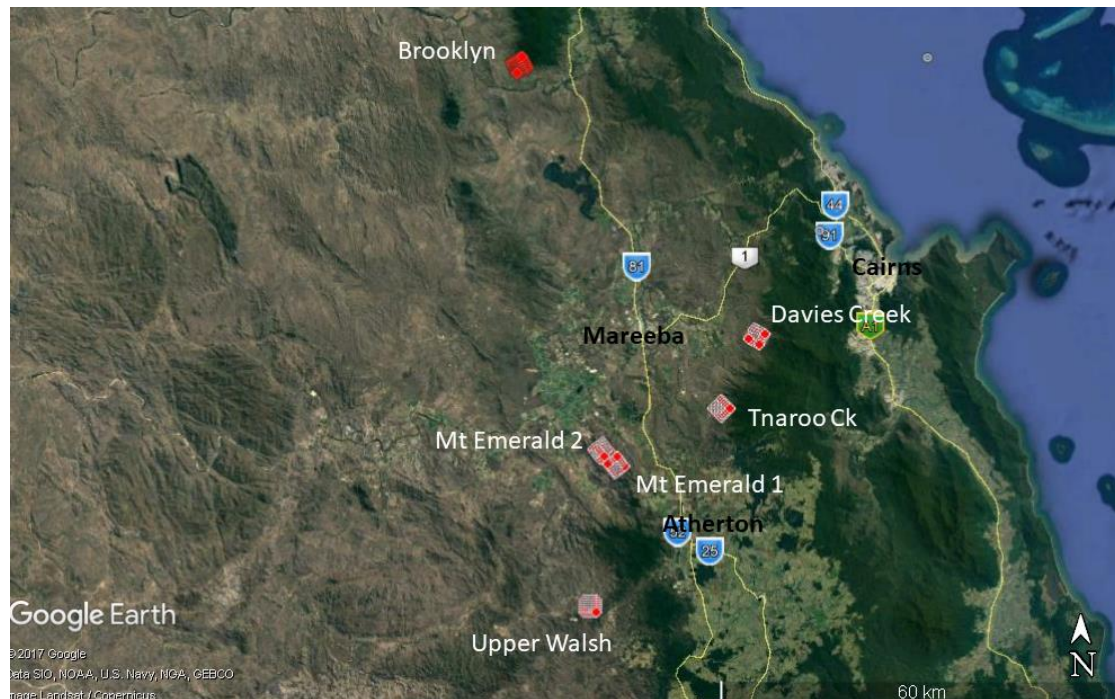 Brooklyn
44
91
1
81
Cairns
Davies Creek
A1
Mareeba
Tnaroo Ck
Mt Emerald 2
Mt Emerald 1
Atherton
52
25
Google Earth
Upper Walsh
©2017 Google
Data SIO, NOAA, U.S. Navy, NGA, GEBCO
Image Landsat / Copernicus
N
60 km